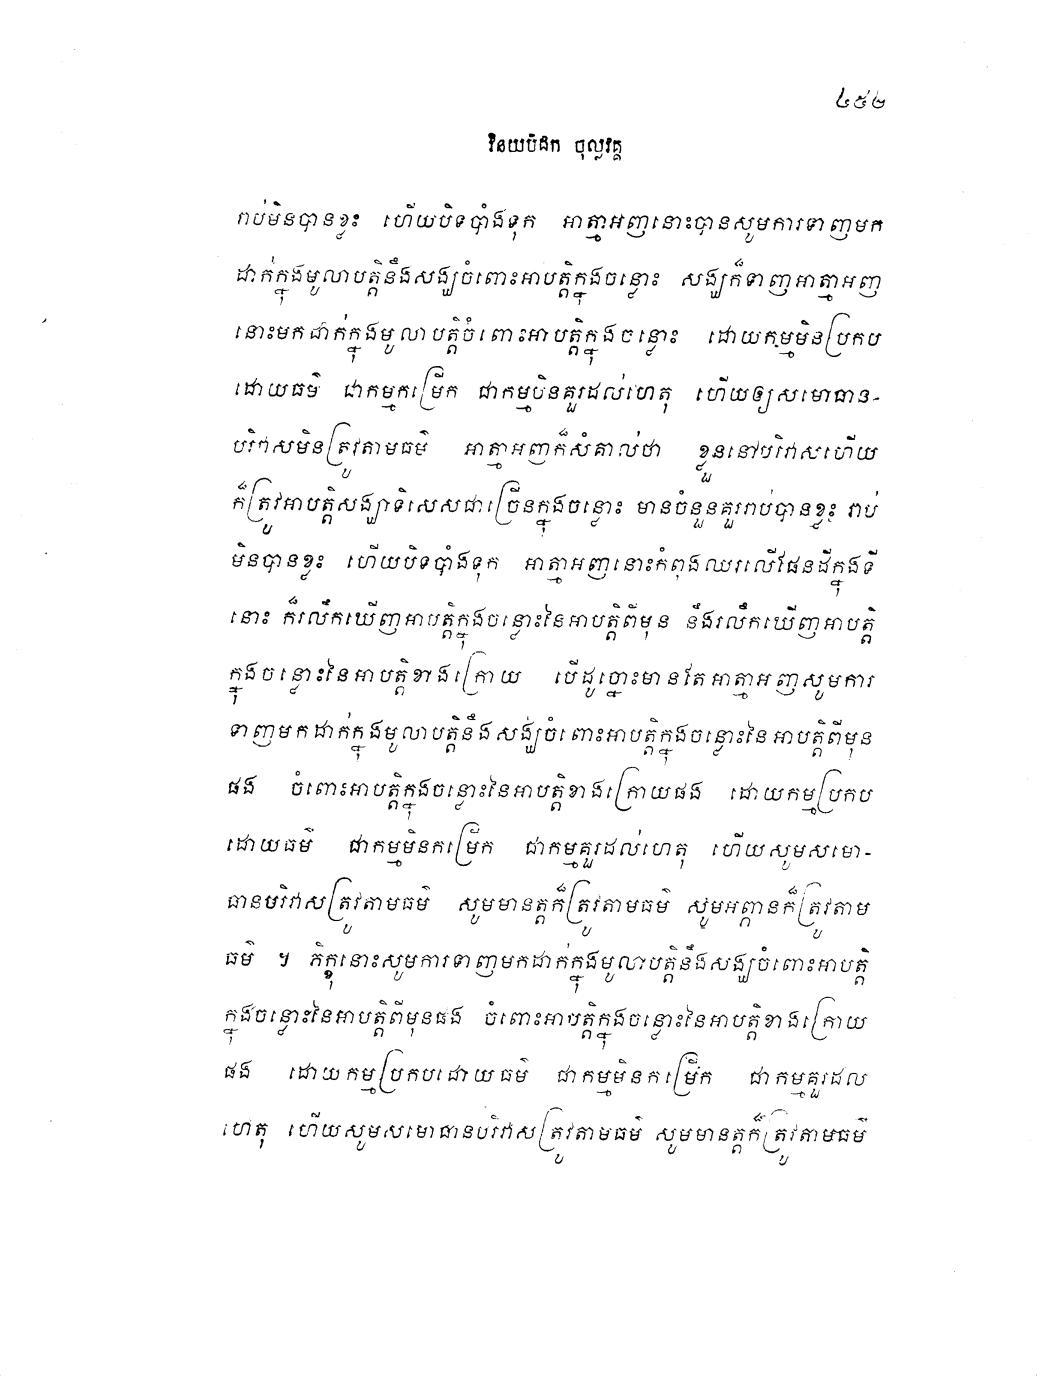 ៤៥២
វិនយបិដក ចុល្លវគ្គ
រាប់មិនបានខ្លះ ហើយបិទបាំងទុក អាត្មាអញនោះបានសូមការទាញមក
ដាក់ក្នុងមូលាបត្តិនឹងសង្ឃចំពោះអាបត្តិក្នុងចន្លោះ សង្ឃក៏ទាញអាត្មាអញ
នោះមកដាក់ក្នុងមូលាបត្តិចំពោះអាបត្តិក្នុងចន្លោះ ដោយកម្មមិនប្រកប
ដោយធម៌ ជាកម្មកម្រើក ជាកម្មមិនគួរដល់ហេតុ ហើយឲ្យសមោធាន-
បរិវាសមិនត្រូវតាមធម៌ អាត្មាអញក៏សំគាល់ថា ខ្លួននៅបរិវាសហើយ
ក៏ត្រូវអាបត្តិសង្ឃាទិសេសជាច្រើនក្នុងចន្លោះ មានចំនួនគួររាប់បានខ្លះ រាប់
មិនបានខ្លះ ហើយបិទបាំងទុក អាត្មាអញនោះកំពុងឈរលើផែនដីក្នុងទី
នោះ ក៏រលឹកឃើញអាបត្តិក្នុងចន្លោះនៃអាបត្តិពីមុន នឹងរលឹកឃើញអាបត្តិ
ក្នុងចន្លោះនៃអាបត្តិខាងក្រោយ បើដូច្នោះមានតែអាត្មាអញសូមការ
ទាញមកដាក់ក្នុងមូលាបត្តិនឹងសង្ឃចំពោះអាបត្តិក្នុងចន្លោះនៃអាបត្តិពីមុន
ផង ចំពោះអាបត្តិក្នុងចន្លោះនៃអាបត្តិខាងក្រោយផង ដោយកម្មប្រកប
ដោយធម៌ ជាកម្មមិនកម្រើក ជាកម្មគួរដល់ហេតុ ហើយសូមសមោ-
ធានបរិវាសត្រូវតាមធម៌ សូមមានត្តក៏ត្រូវតាមធម៌ សូមអព្ភានក៏ត្រូវតាម
ធម៌ ។ ភិក្ខុនោះសូមការទាញមកដាក់ក្នុងមូលាបត្តិនឹងសង្ឃចំពោះអាបត្តិ
ក្នុងចន្លោះនៃអាបត្តិពីមុនផង ចំពោះអាបត្តិក្នុងចន្លោះនៃអាបត្តិខាងក្រោយ
ផង ដោយកម្មប្រកបដោយធម៌ ជាកម្មមិនកម្រើក ជាកម្មគួរដល់
ហេតុ ហើយសូមសមោធានបរិវាសត្រូវតាមធម៌ សូមមានត្តក៏ត្រូវតាមធម៌